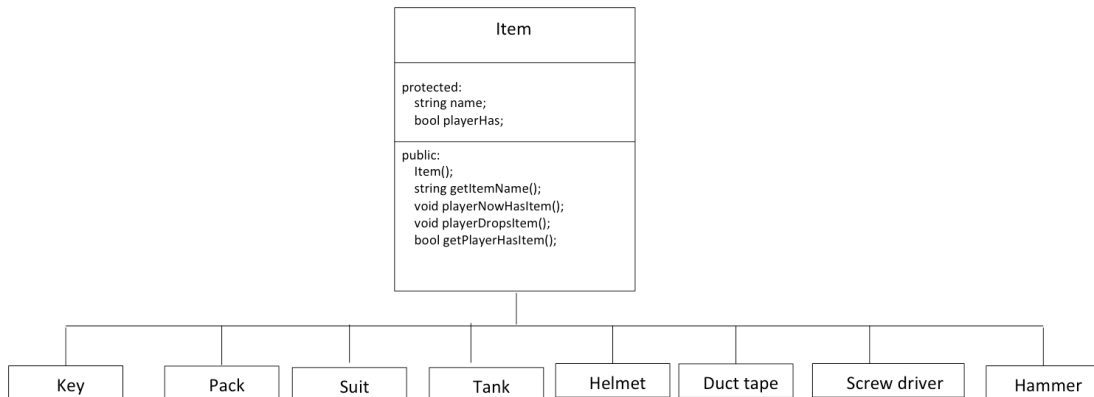 Item
protected:
string name;
bool playerHas;
public:
Item();
string getItemName();
void playerNowHasItem();
void playerDropsItem();
bool getPlayerHasItem();
Key
Pack
Suit
Tank
Helmet
Duct tape
Screw driver
Hammer